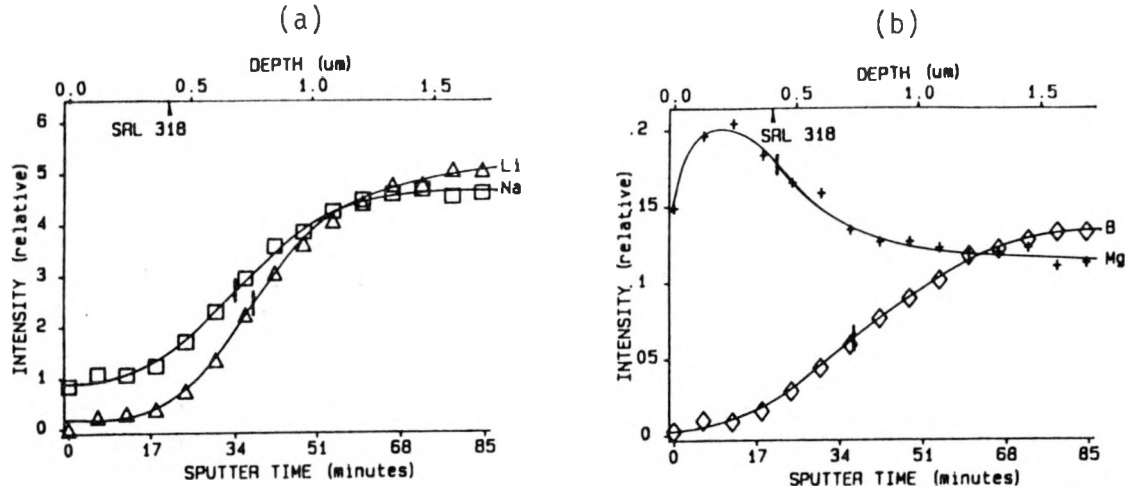 (a)
DEPTH (um)
0.0 0.5 1.0 1.5
SRL 318
6
5
4
3
2
1
0
INTENSITY (relative)
Li
Na
0 17 34 51 68 85
SPUTTER TIME (minutes)
(b)
DEPTH (um)
0.0 0.5 1.0 1.5
SRL 318
.2
.15
.1
.05
0
INTENSITY (relative)
B
Mg
0 17 34 51 68 85
SPUTTER TIME (minutes)